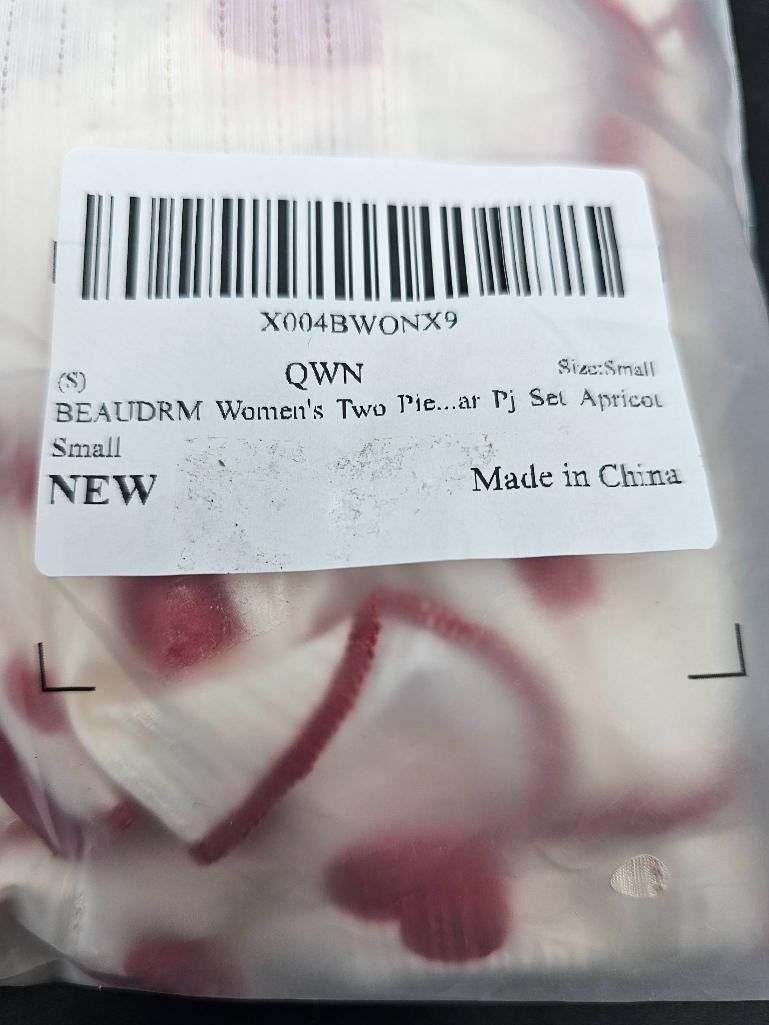 X004BWONX9
(S) QWN Size:Small
BEAUDRM Women's Two Pie...ar Pj Set Apricot
Small
NEW Made in China